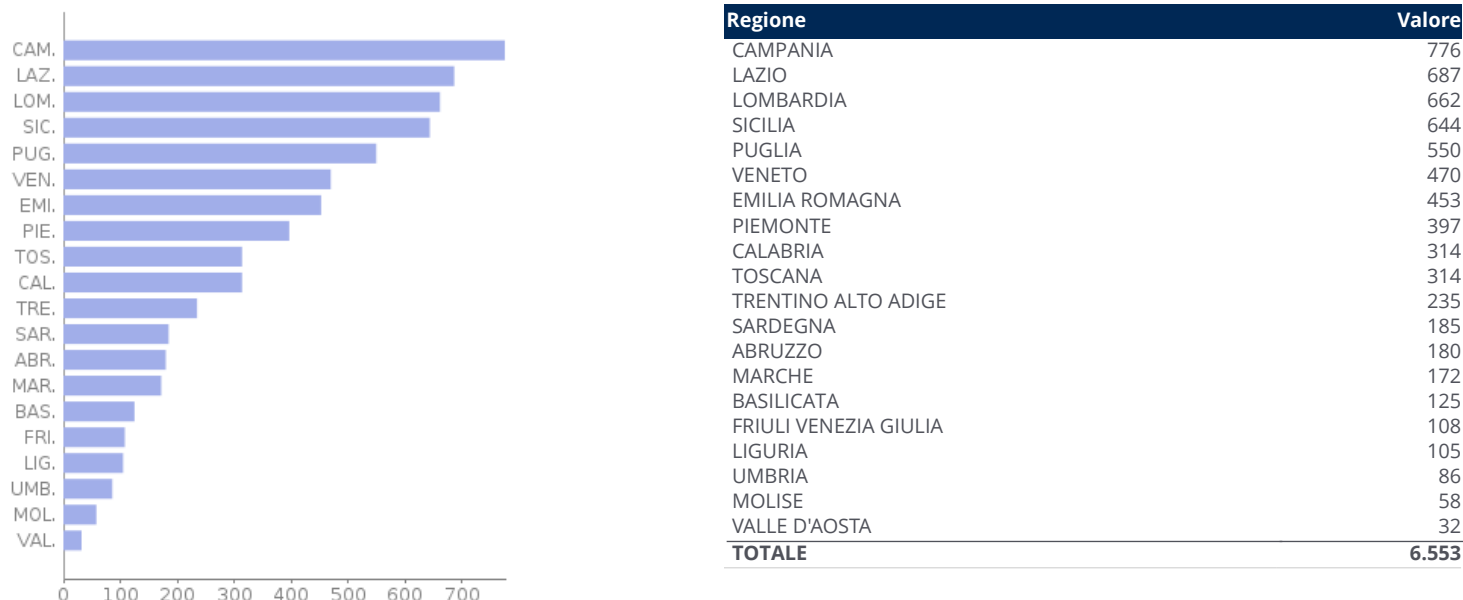 CAM.
LAZ.
LOM.
SIC.
PUG.
VEN.
EMI.
PIE.
TOS.
CAL.
TRE.
SAR.
ABR.
MAR.
BAS.
FRI.
LIG.
UMB.
MOL.
VAL.
0 100 200 300 400 500 600 700
Regione Valore
CAMPANIA 776
LAZIO 687
LOMBARDIA 662
SICILIA 644
PUGLIA 550
VENETO 470
EMILIA ROMAGNA 453
PIEMONTE 397
CALABRIA 314
TOSCANA 314
TRENTINO ALTO ADIGE 235
SARDEGNA 185
ABRUZZO 180
MARCHE 172
BASILICATA 125
FRIULI VENEZIA GIULIA 108
LIGURIA 105
UMBRIA 86
MOLISE 58
VALLE D'AOSTA 32
TOTALE 6.553